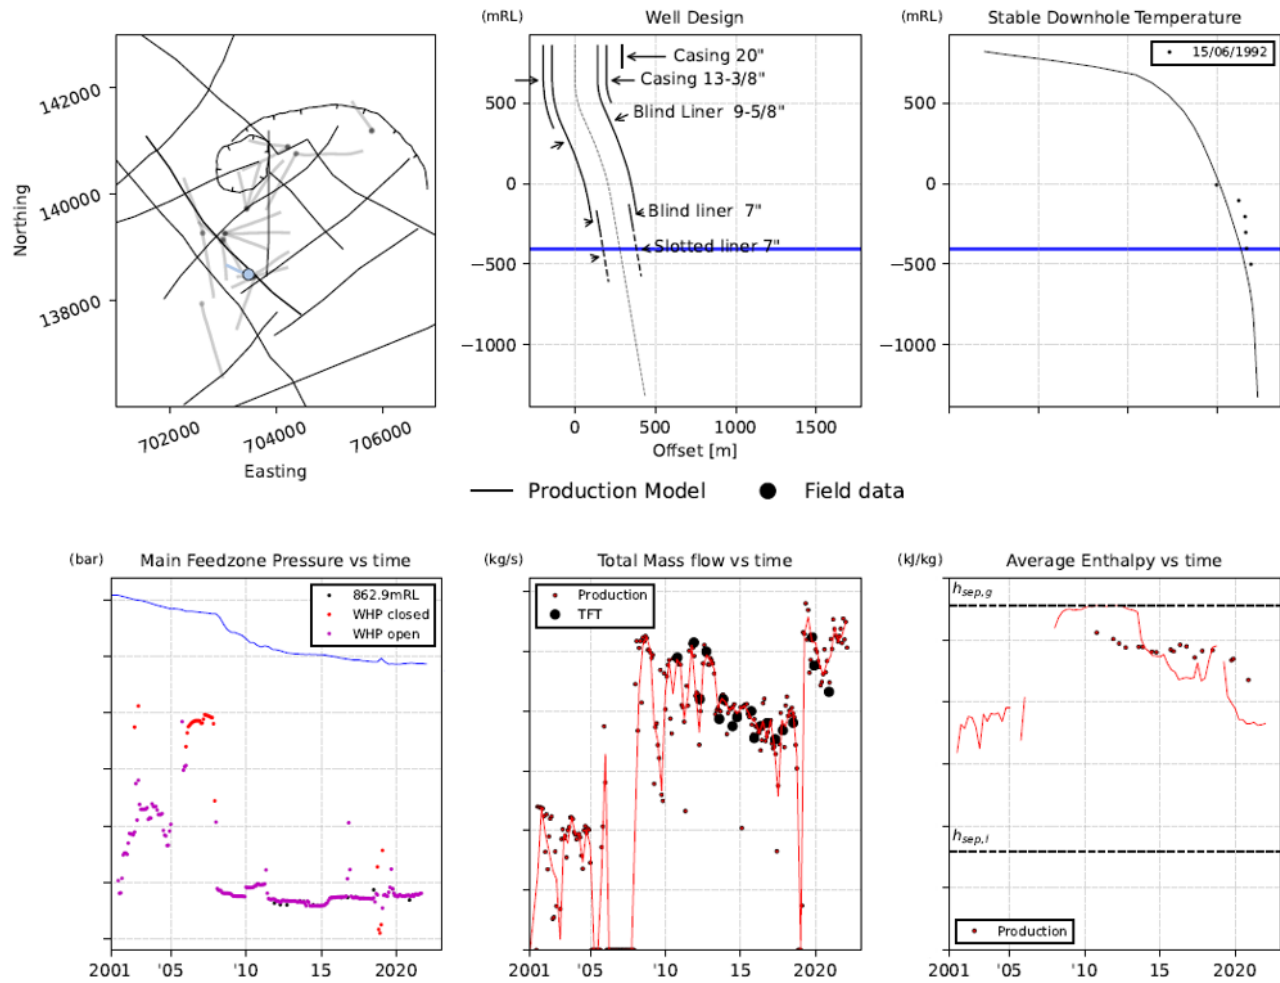 (mRL) Well Design
(mRL) Stable Downhole Temperature
142000
140000
138000
Northing
702000 704000 706000
Easting
500
0
−500
−1000
Casing 20"
Casing 13-3/8"
Blind Liner 9-5/8"
Blind liner 7"
Slotted liner 7"
0 500 1000 1500
Offset [m]
15/06/1992
500
0
−500
−1000
Production Model Field data
(bar) Main Feedzone Pressure vs time
862.9mRL
WHP closed
WHP open
2001 '05 '10 15 2020
(kg/s) Total Mass flow vs time
Production
TFT
2001 '05 '10 15 2020
(kJ/kg) Average Enthalpy vs time
hsep,g
hsep,l
Production
2001 '05 '10 15 2020